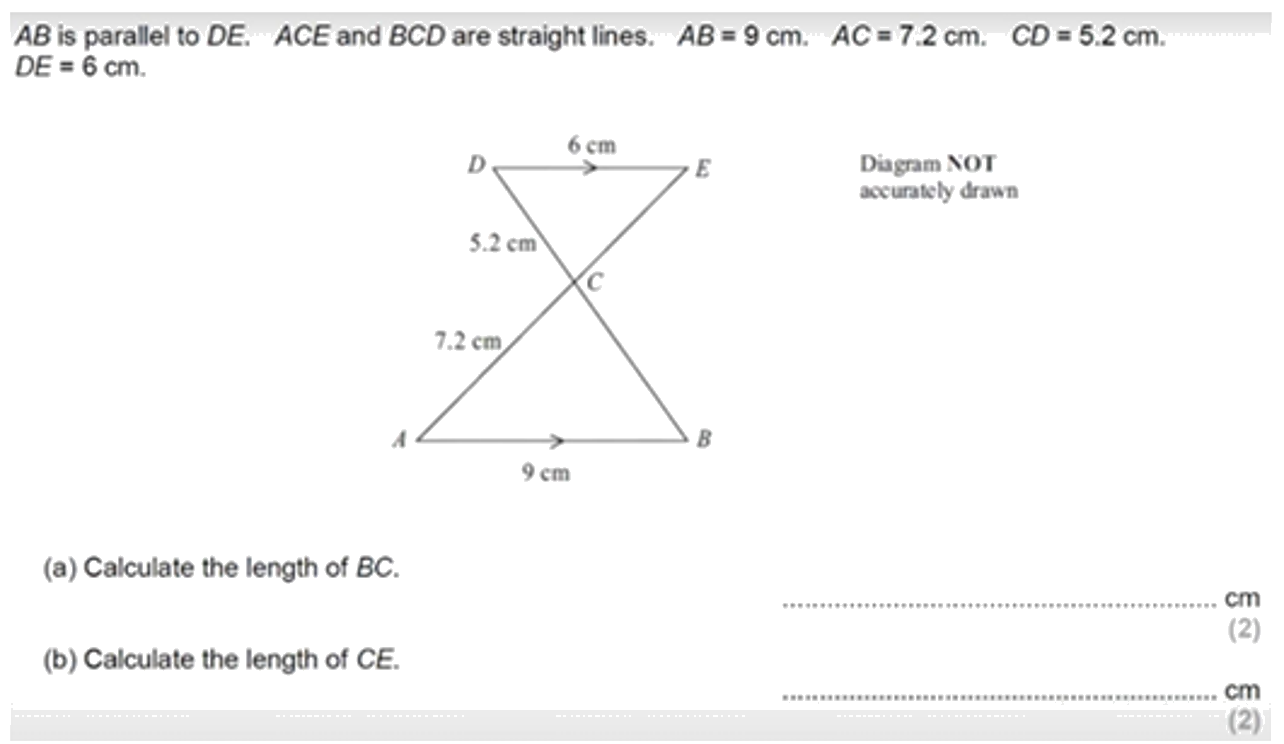 AB is parallel to DE. ACE and BCD are straight lines. AB = 9 cm. AC = 7.2 cm. CD = 5.2 cm.
DE = 6 cm.
6 cm
D
E
Diagram NOT
accurately drawn
5.2 cm
C
7.2 cm
A
B
9 cm
(a) Calculate the length of BC.
cm
(2)
(b) Calculate the length of CE.
cm
(2)